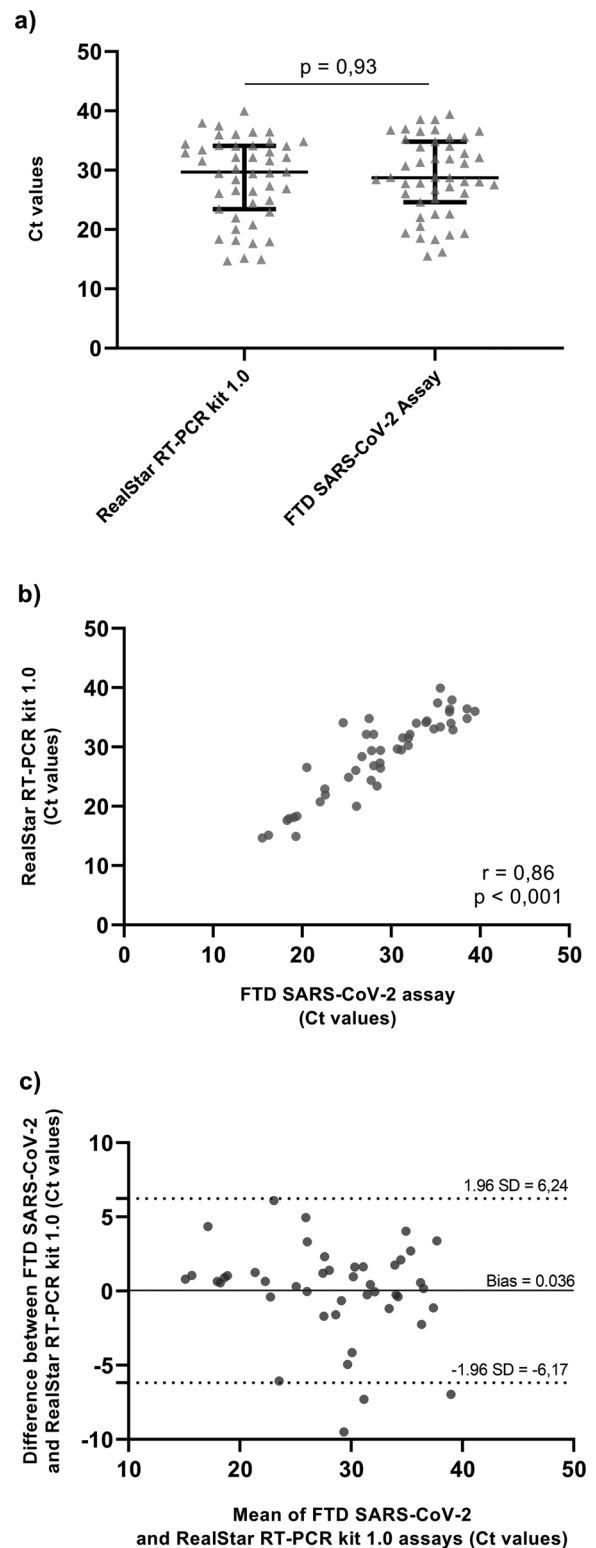 a)
p = 0,93
50
40
30
20
10
0
Ct values
RealStar RT-PCR kit 1.0
FTD SARS-CoV-2 Assay
b)
50
40
30
20
10
0
RealStar RT-PCR kit 1.0
(Ct values)
r = 0,86
p < 0,001
0 10 20 30 40 50
FTD SARS-CoV-2 assay
(Ct values)
c)
Difference between FTD SARS-CoV-2
and RealStar RT-PCR kit 1.0 (Ct values)
10
5
0
-5
-10
1.96 SD = 6,24
Bias = 0.036
-1.96 SD = -6,17
10 20 30 40 50
Mean of FTD SARS-CoV-2
and RealStar RT-PCR kit 1.0 assays (Ct values)